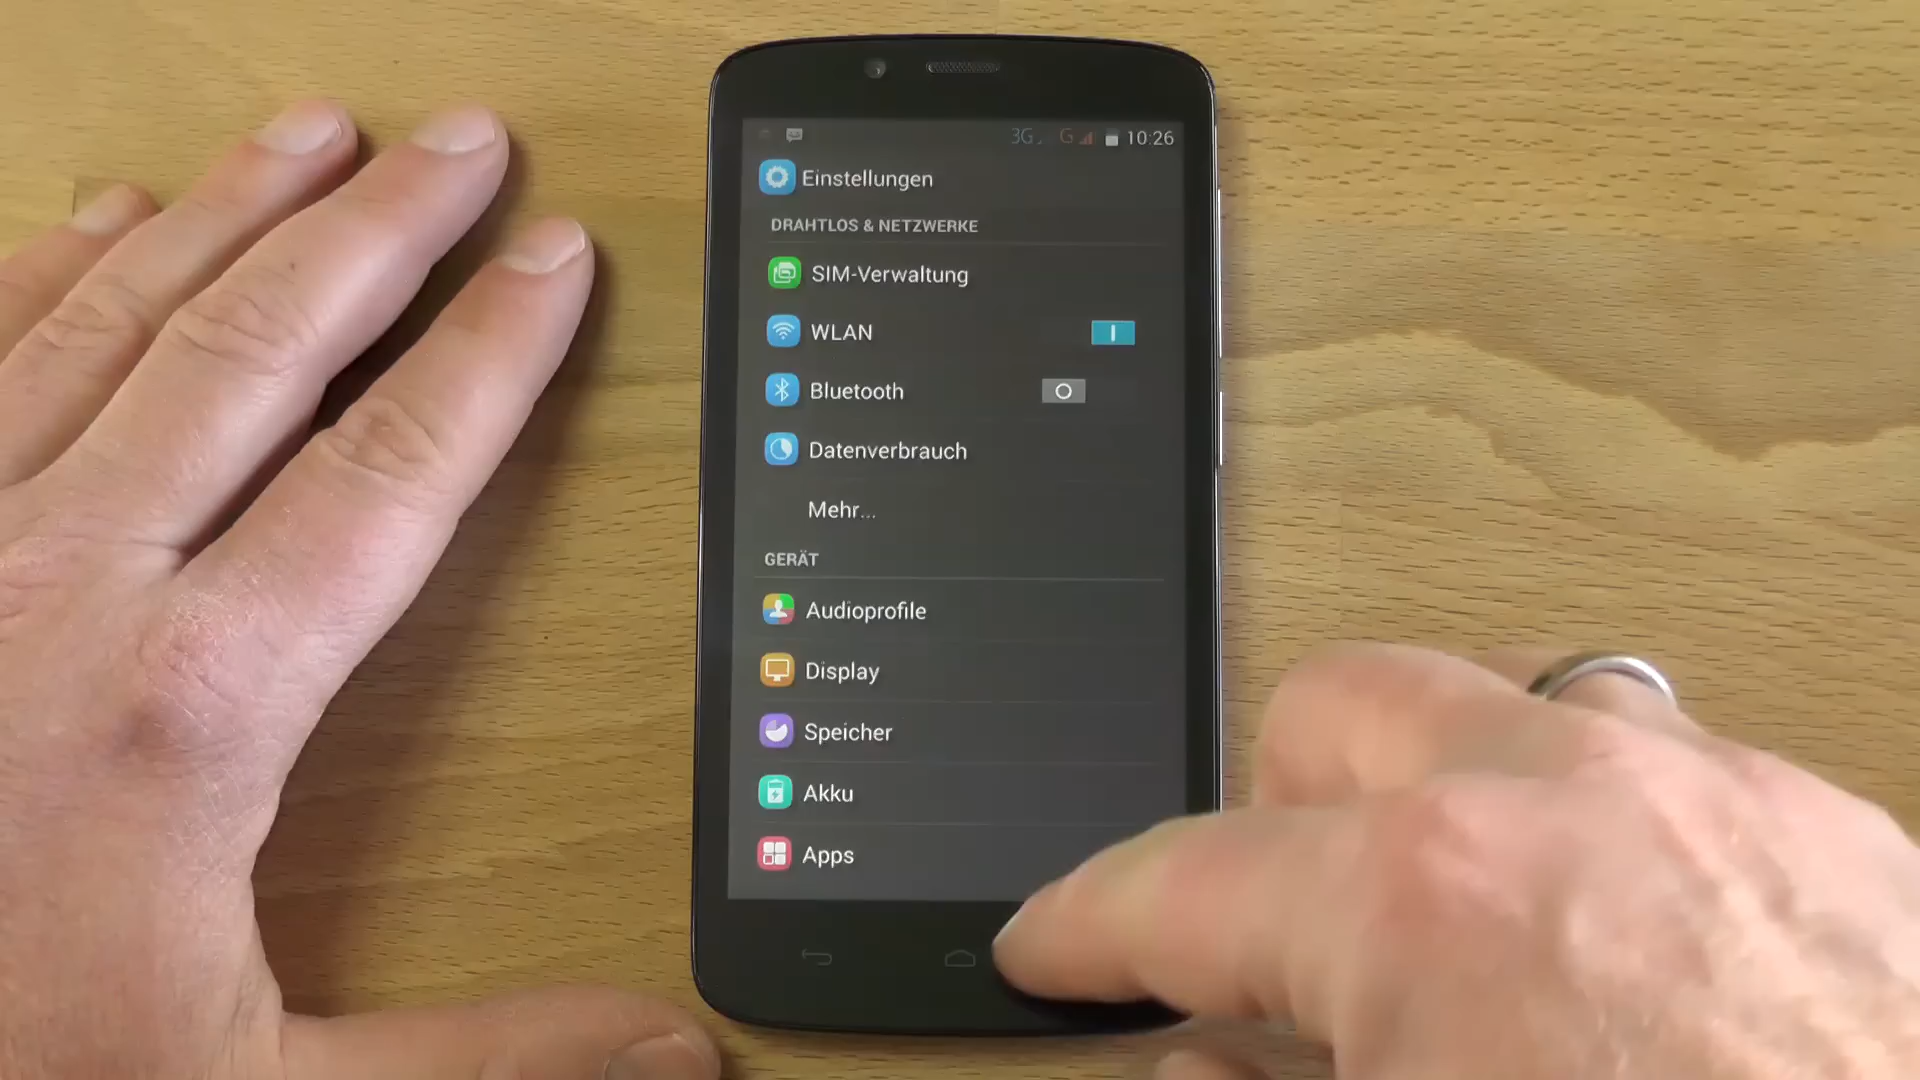 3G G 10:26
Einstellungen
DRAHTLOS & NETZWERKE
SIM-Verwaltung
WLAN
Bluetooth
Datenverbrauch
Mehr...
GERÄT
Audioprofile
Display
Speicher
Akku
Apps